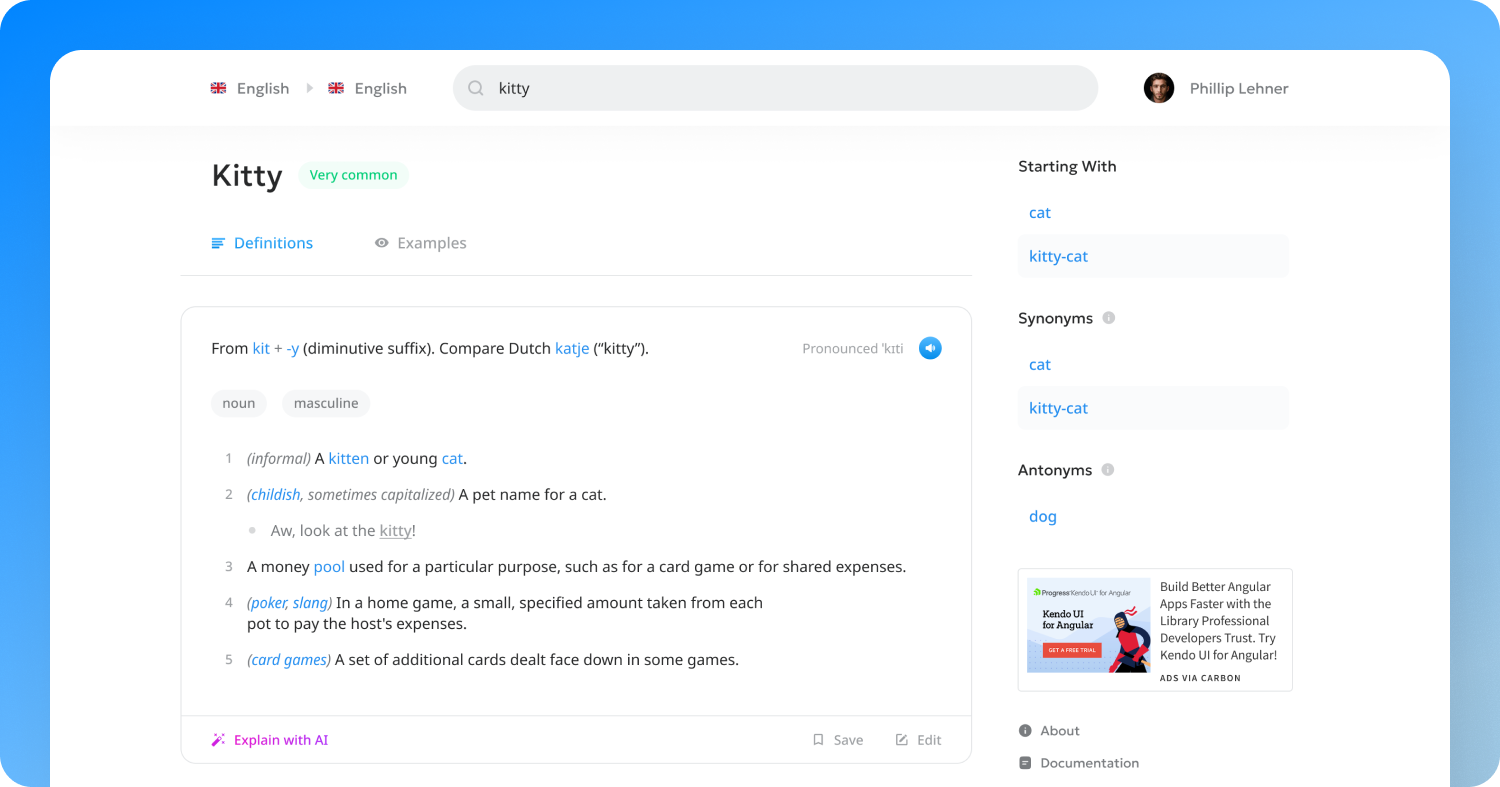 English English kitty Phillip Lehner
Kitty Very common
Definitions Examples
From kit + -y (diminutive suffix). Compare Dutch katje (“kitty”). Pronounced 'kɪti
noun masculine
1 (informal) A kitten or young cat.
2 (childish, sometimes capitalized) A pet name for a cat.
Aw, look at the kitty!
3 A money pool used for a particular purpose, such as for a card game or for shared expenses.
4 (poker, slang) In a home game, a small, specified amount taken from each
pot to pay the host's expenses.
5 (card games) A set of additional cards dealt face down in some games.
Explain with AI Save Edit
Starting With
cat
kitty-cat
Synonyms
cat
kitty-cat
Antonyms
dog
Progress Kendo UI for Angular
Kendo UI
for Angular
GET A FREE TRIAL
Build Better Angular
Apps Faster with the
Library Professional
Developers Trust. Try
Kendo UI for Angular!
ADS VIA CARBON
About
Documentation